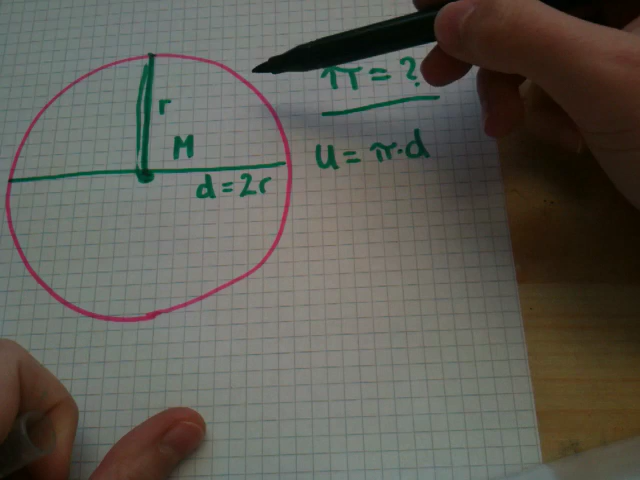 π = ?
r
M
U = π·d
d = 2r